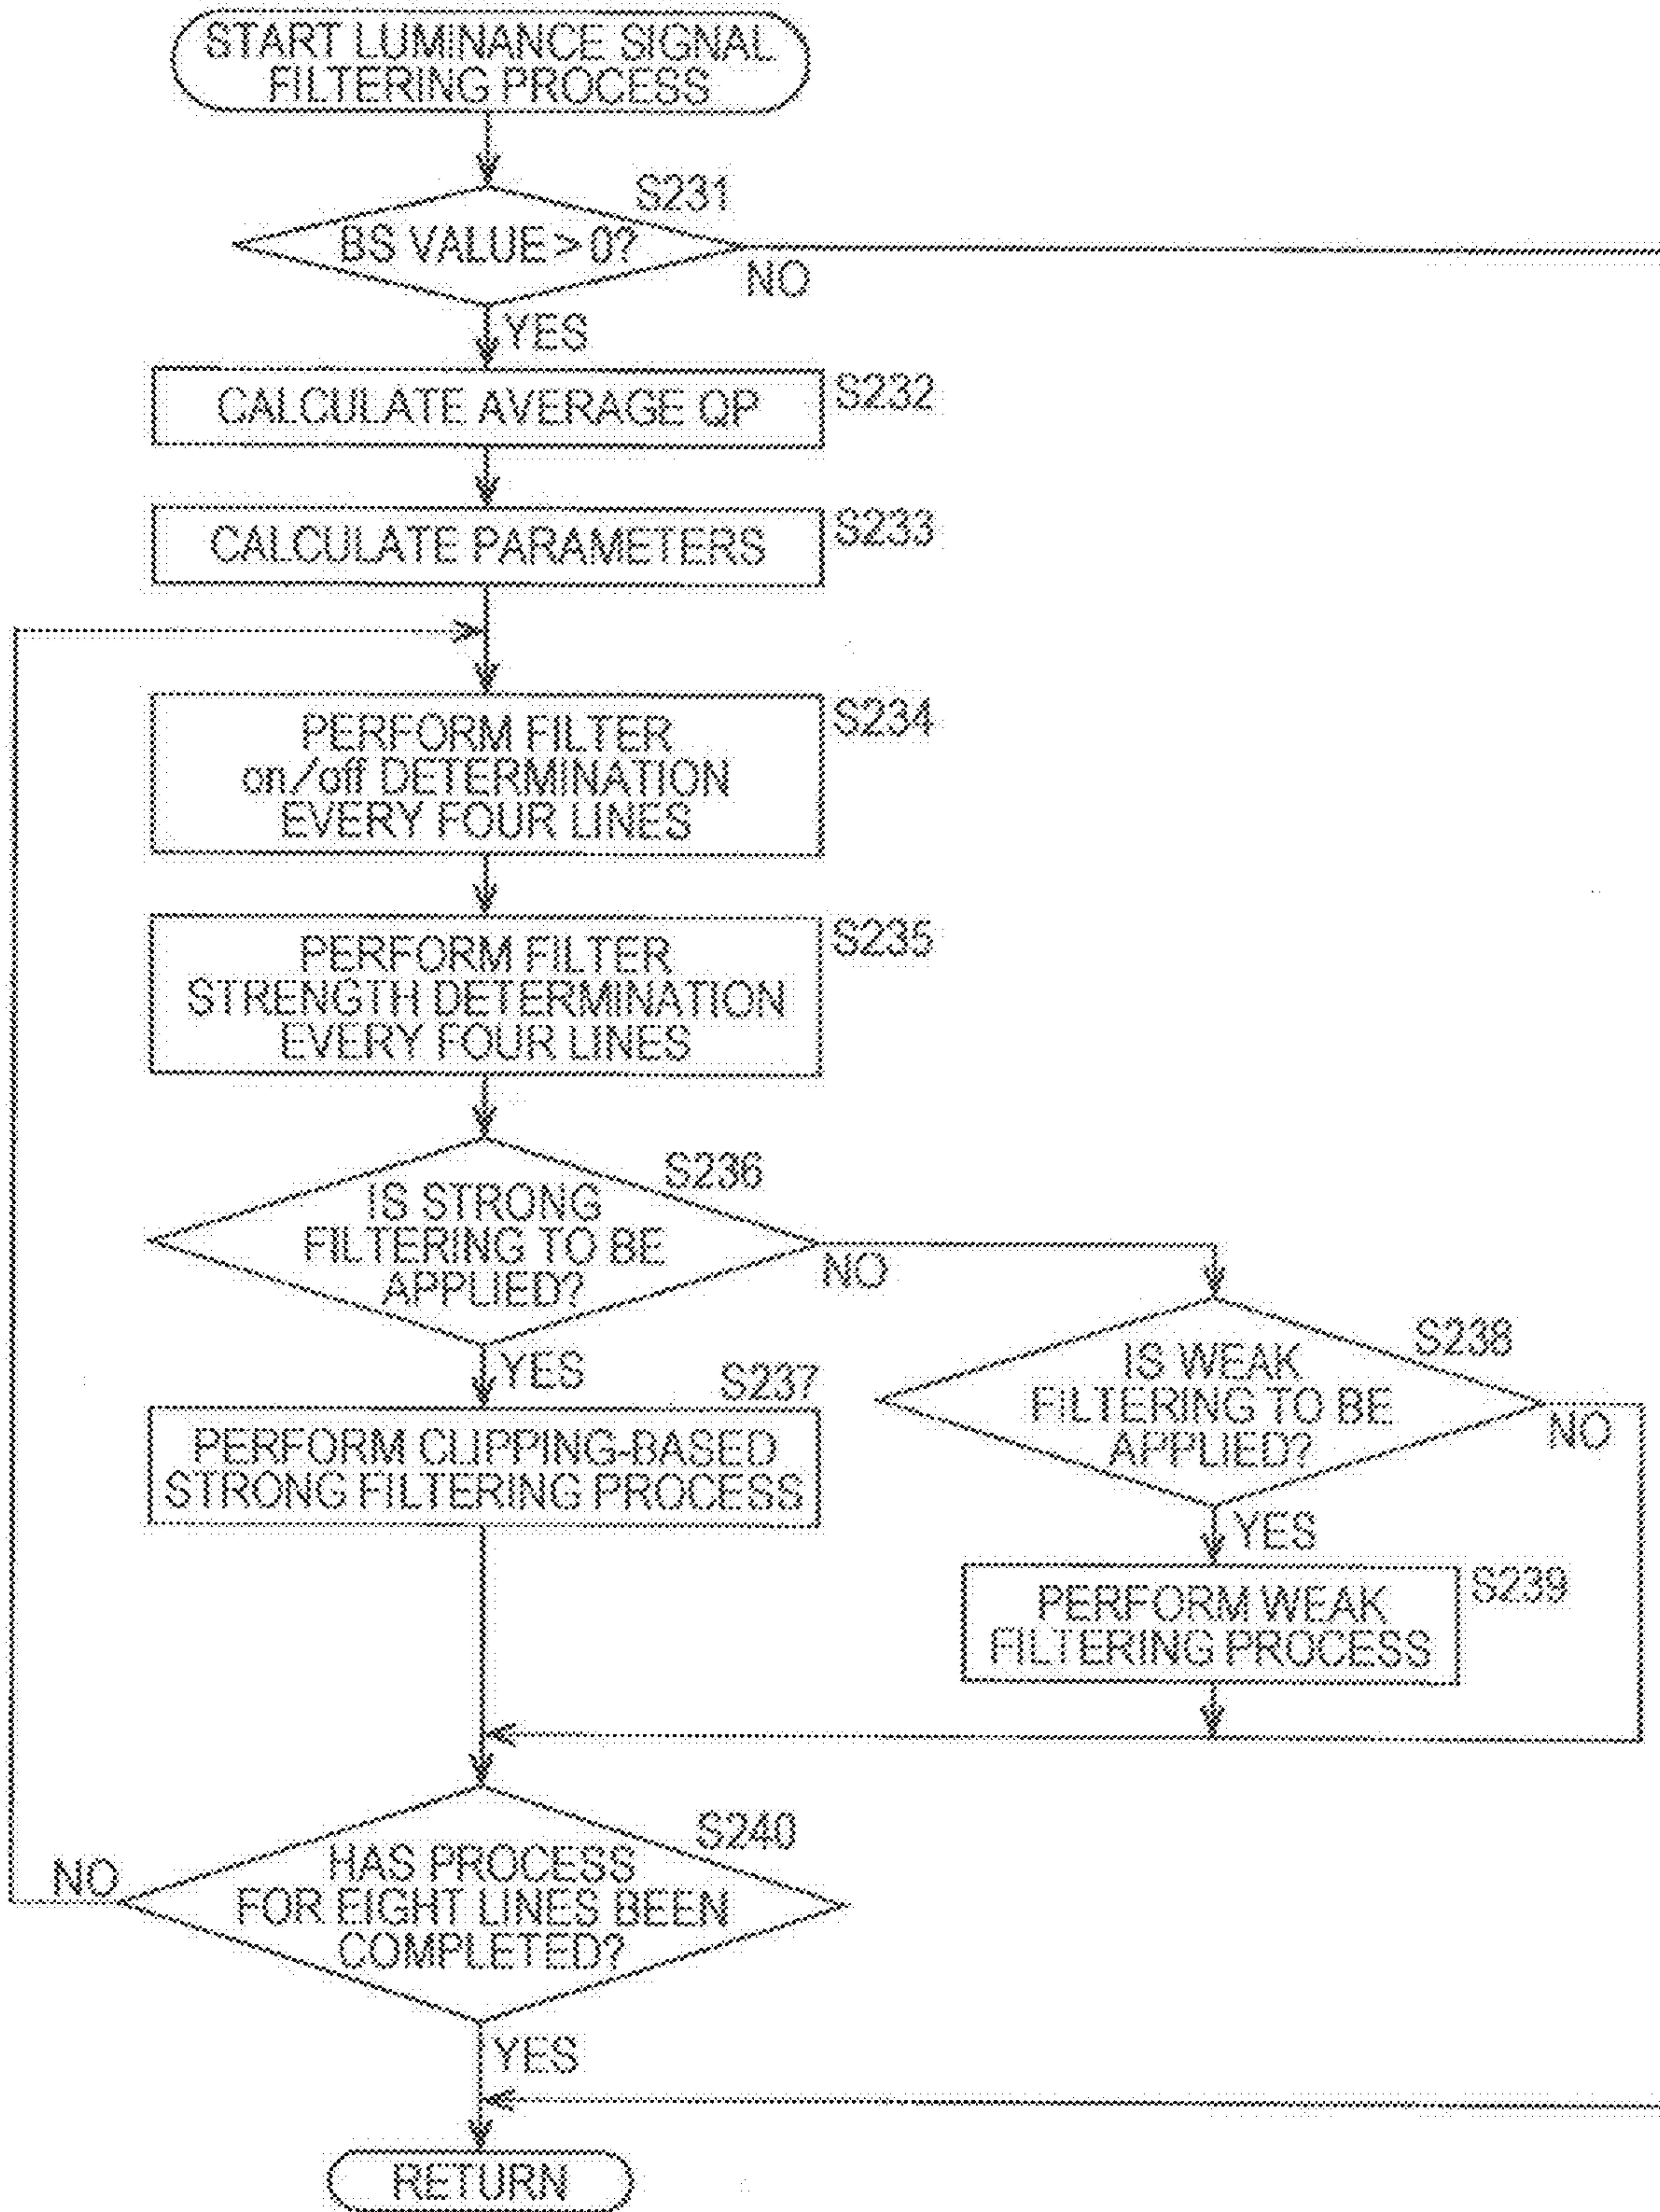 START LUMINANCE SIGNAL
FILTERING PROCESS
S231
BS VALUE > 0?
NO
YES
CALCULATE AVERAGE QP
S232
CALCULATE PARAMETERS
S233
PERFORM FILTER
on/off DETERMINATION
EVERY FOUR LINES
S234
PERFORM FILTER
STRENGTH DETERMINATION
EVERY FOUR LINES
S235
S236
IS STRONG
FILTERING TO BE
APPLIED?
NO
YES
S237
PERFORM CLIPPING-BASED
STRONG FILTERING PROCESS
S238
IS WEAK
FILTERING TO BE
APPLIED?
NO
YES
S239
PERFORM WEAK
FILTERING PROCESS
S240
HAS PROCESS
FOR EIGHT LINES BEEN
COMPLETED?
NO
YES
RETURN